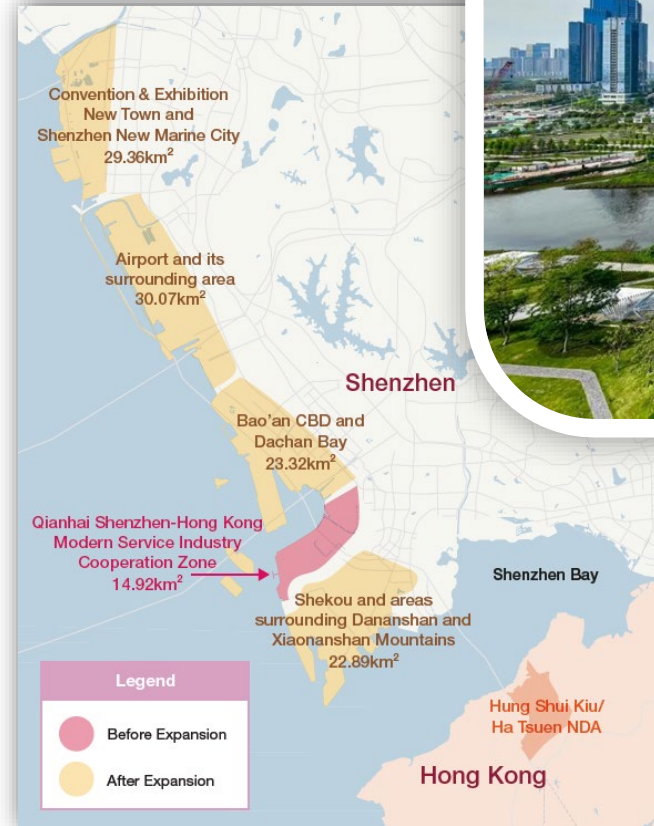 Convention & Exhibition
New Town and
Shenzhen New Marine City
29.36km²
Airport and its
surrounding area
30.07km²
Shenzhen
Bao'an CBD and
Dachan Bay
23.32km²
Qianhai Shenzhen-Hong Kong
Modern Service Industry
Cooperation Zone
14.92km²
Shenzhen Bay
Shekou and areas
surrounding Dananshan and
Xiaonanshan Mountains
22.89km²
Hung Shui Kiu/
Ha Tsuen NDA
Hong Kong
Legend
Before Expansion
After Expansion